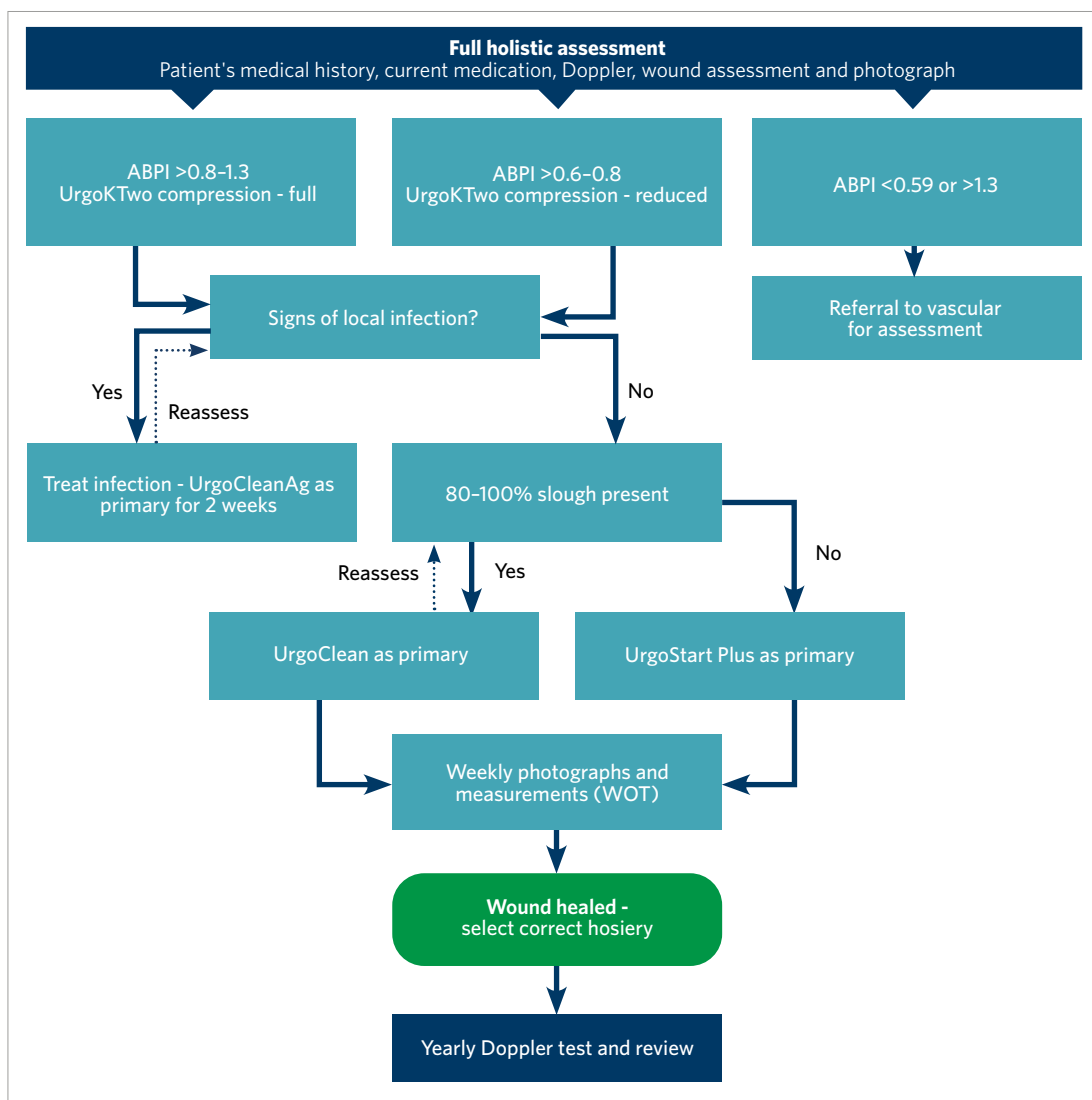 Full holistic assessment
Patient's medical history, current medication, Doppler, wound assessment and photograph
ABPI >0.8–1.3
UrgoKTwo compression - full
ABPI >0.6–0.8
UrgoKTwo compression - reduced
ABPI <0.59 or >1.3
Signs of local infection?
Referral to vascular
for assessment
Yes
Reassess
No
Treat infection - UrgoCleanAg as
primary for 2 weeks
80–100% slough present
Reassess
Yes
No
UrgoClean as primary
UrgoStart Plus as primary
Weekly photographs and
measurements (WOT)
Wound healed -
select correct hosiery
Yearly Doppler test and review